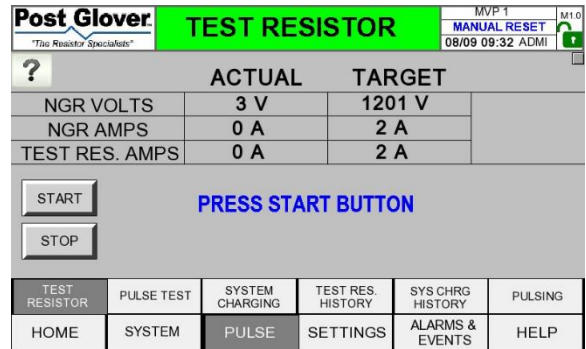 Post Glover.
"The Resistor Specialists"
TEST RESISTOR
MVP 1
MANUAL RESET
08/09 09:32 ADMI
M1.0
1
?
ACTUAL TARGET
NGR VOLTS 3 V 1201 V
NGR AMPS 0 A 2 A
TEST RES. AMPS 0 A 2 A
START
PRESS START BUTTON
STOP
TEST
RESISTOR
PULSE TEST
SYSTEM
CHARGING
TEST RES.
HISTORY
SYS CHRG
HISTORY
PULSING
HOME
SYSTEM
PULSE
SETTINGS
ALARMS &
EVENTS
HELP